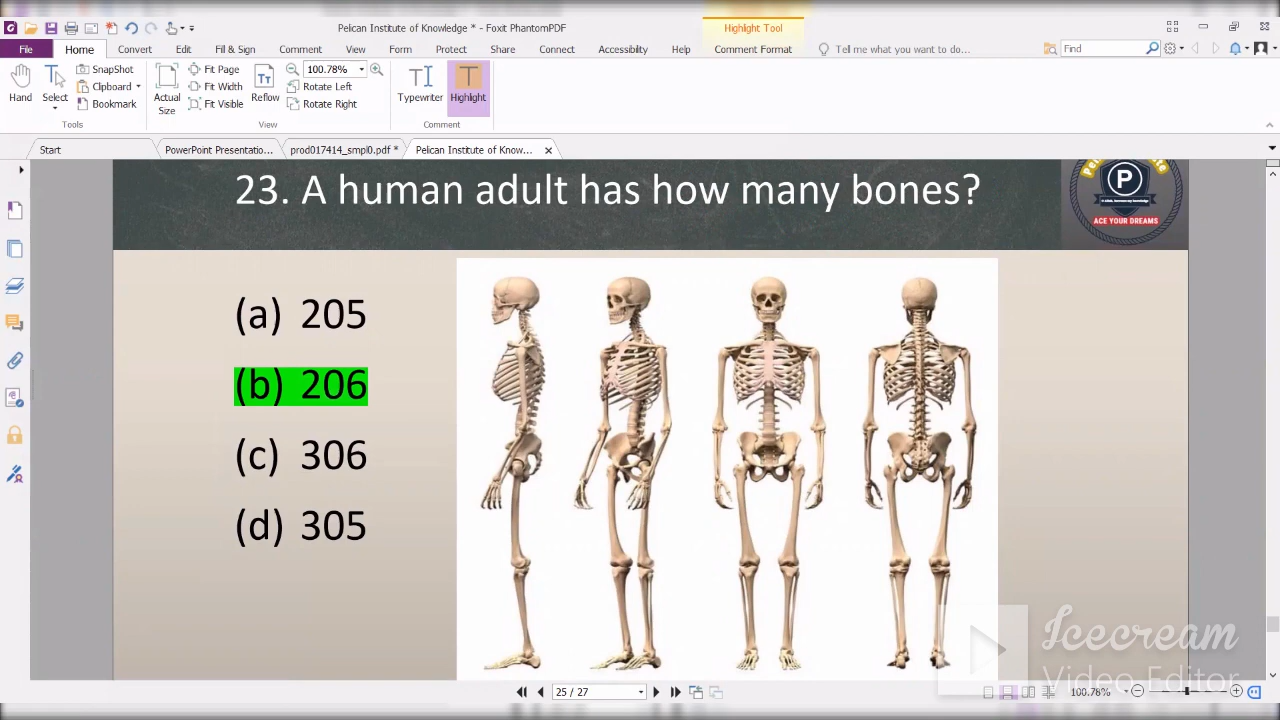 Pelican Institute of Knowledge * - Foxit PhantomPDF
Highlight Tool
File Home Convert Edit Fill & Sign Comment View Form Protect Share Connect Accessibility Help Comment Format Tell me what you want to do... Find
Hand
Select
SnapShot
Clipboard
Bookmark
Tools
Actual
Size
Fit Page
Fit Width
Fit Visible
Reflow
100.78%
Rotate Left
Rotate Right
View
Typewriter
Highlight
Comment
Start PowerPoint Presentatio... prod017414_smpl0.pdf * Pelican Institute of Know...
23. A human adult has how many bones?
P
ACE YOUR DREAMS
(a) 205
(b) 206
(c) 306
(d) 305
Icecream
Video Editor
25 / 27
100.78%